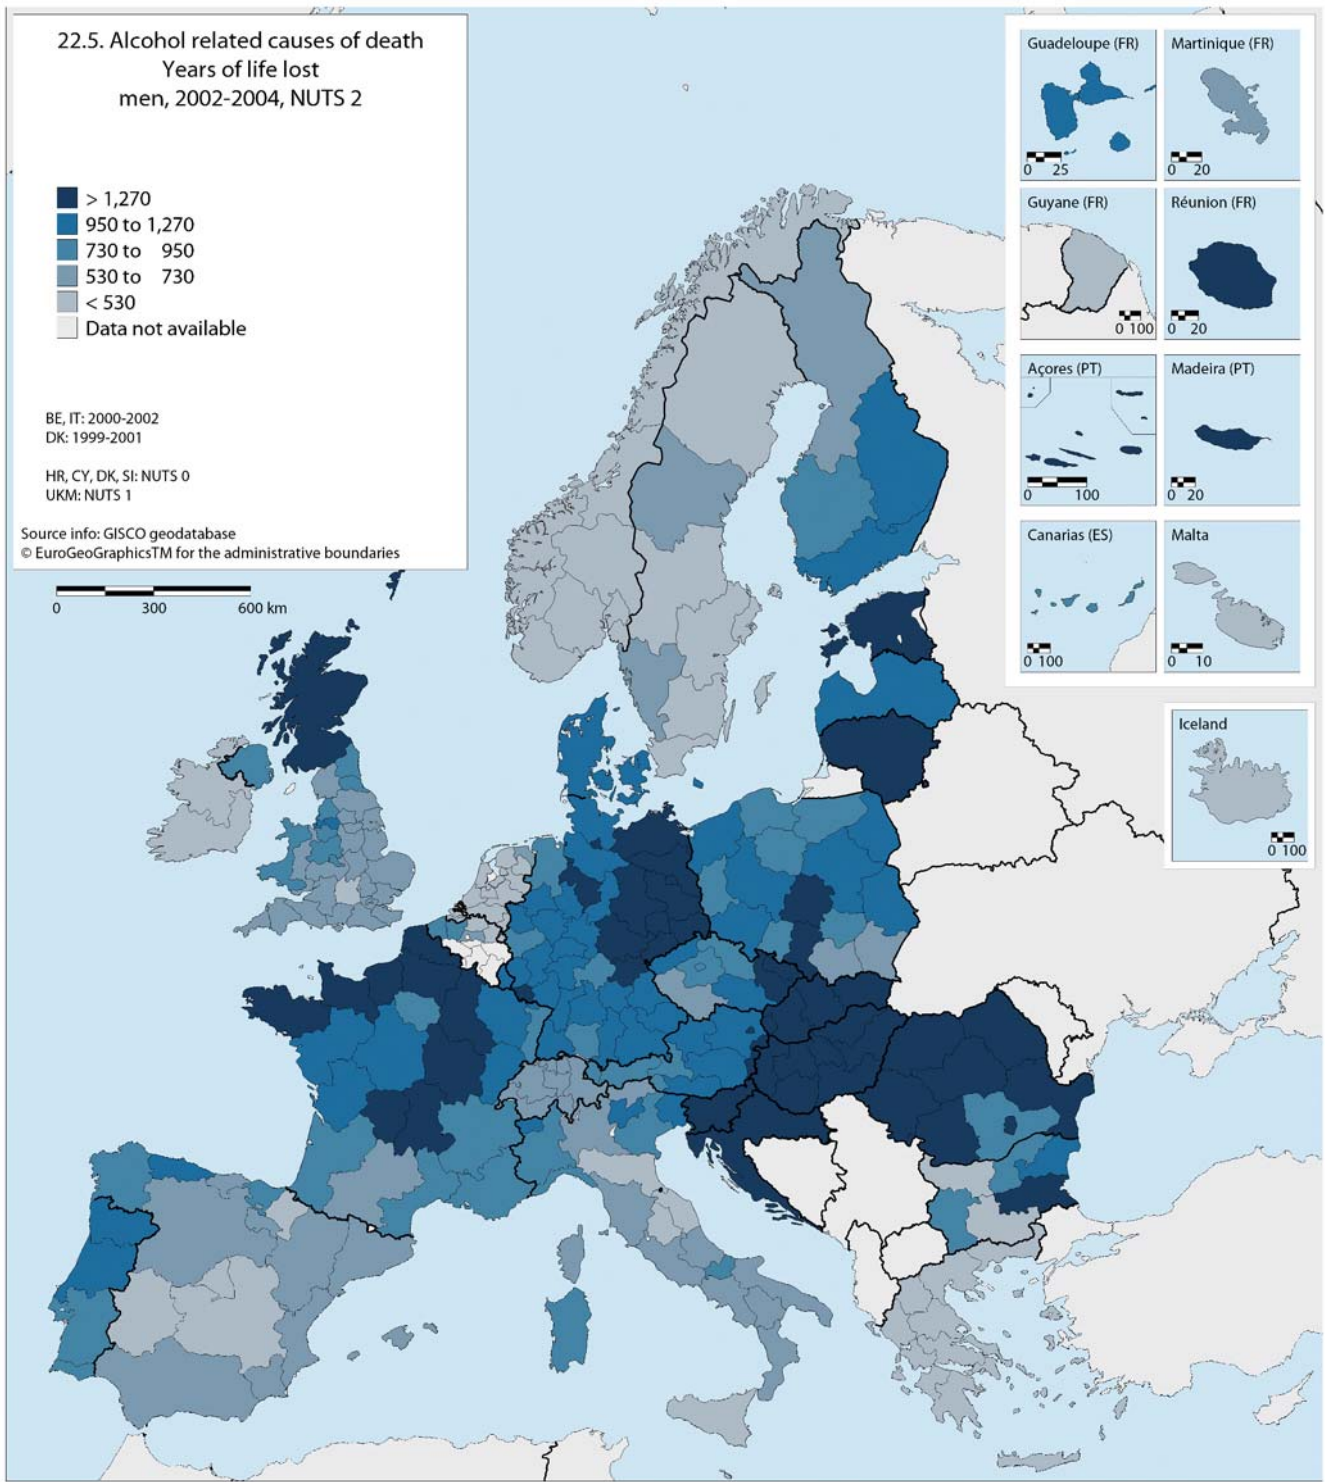 22.5. Alcohol related causes of death
Years of life lost
men, 2002-2004, NUTS 2
> 1,270
950 to 1,270
730 to 950
530 to 730
< 530
Data not available
BE, IT: 2000-2002
DK: 1999-2001
HR, CY, DK, SI: NUTS 0
UKM: NUTS 1
Source info: GISCO geodatabase
© EuroGeoGraphicsTM for the administrative boundaries
0 300 600 km
Guadeloupe (FR)
0 25
Martinique (FR)
0 20
Guyane (FR)
0 100
Réunion (FR)
0 20
Açores (PT)
0 100
Madeira (PT)
0 20
Canarias (ES)
0 100
Malta
0 10
Iceland
0 100